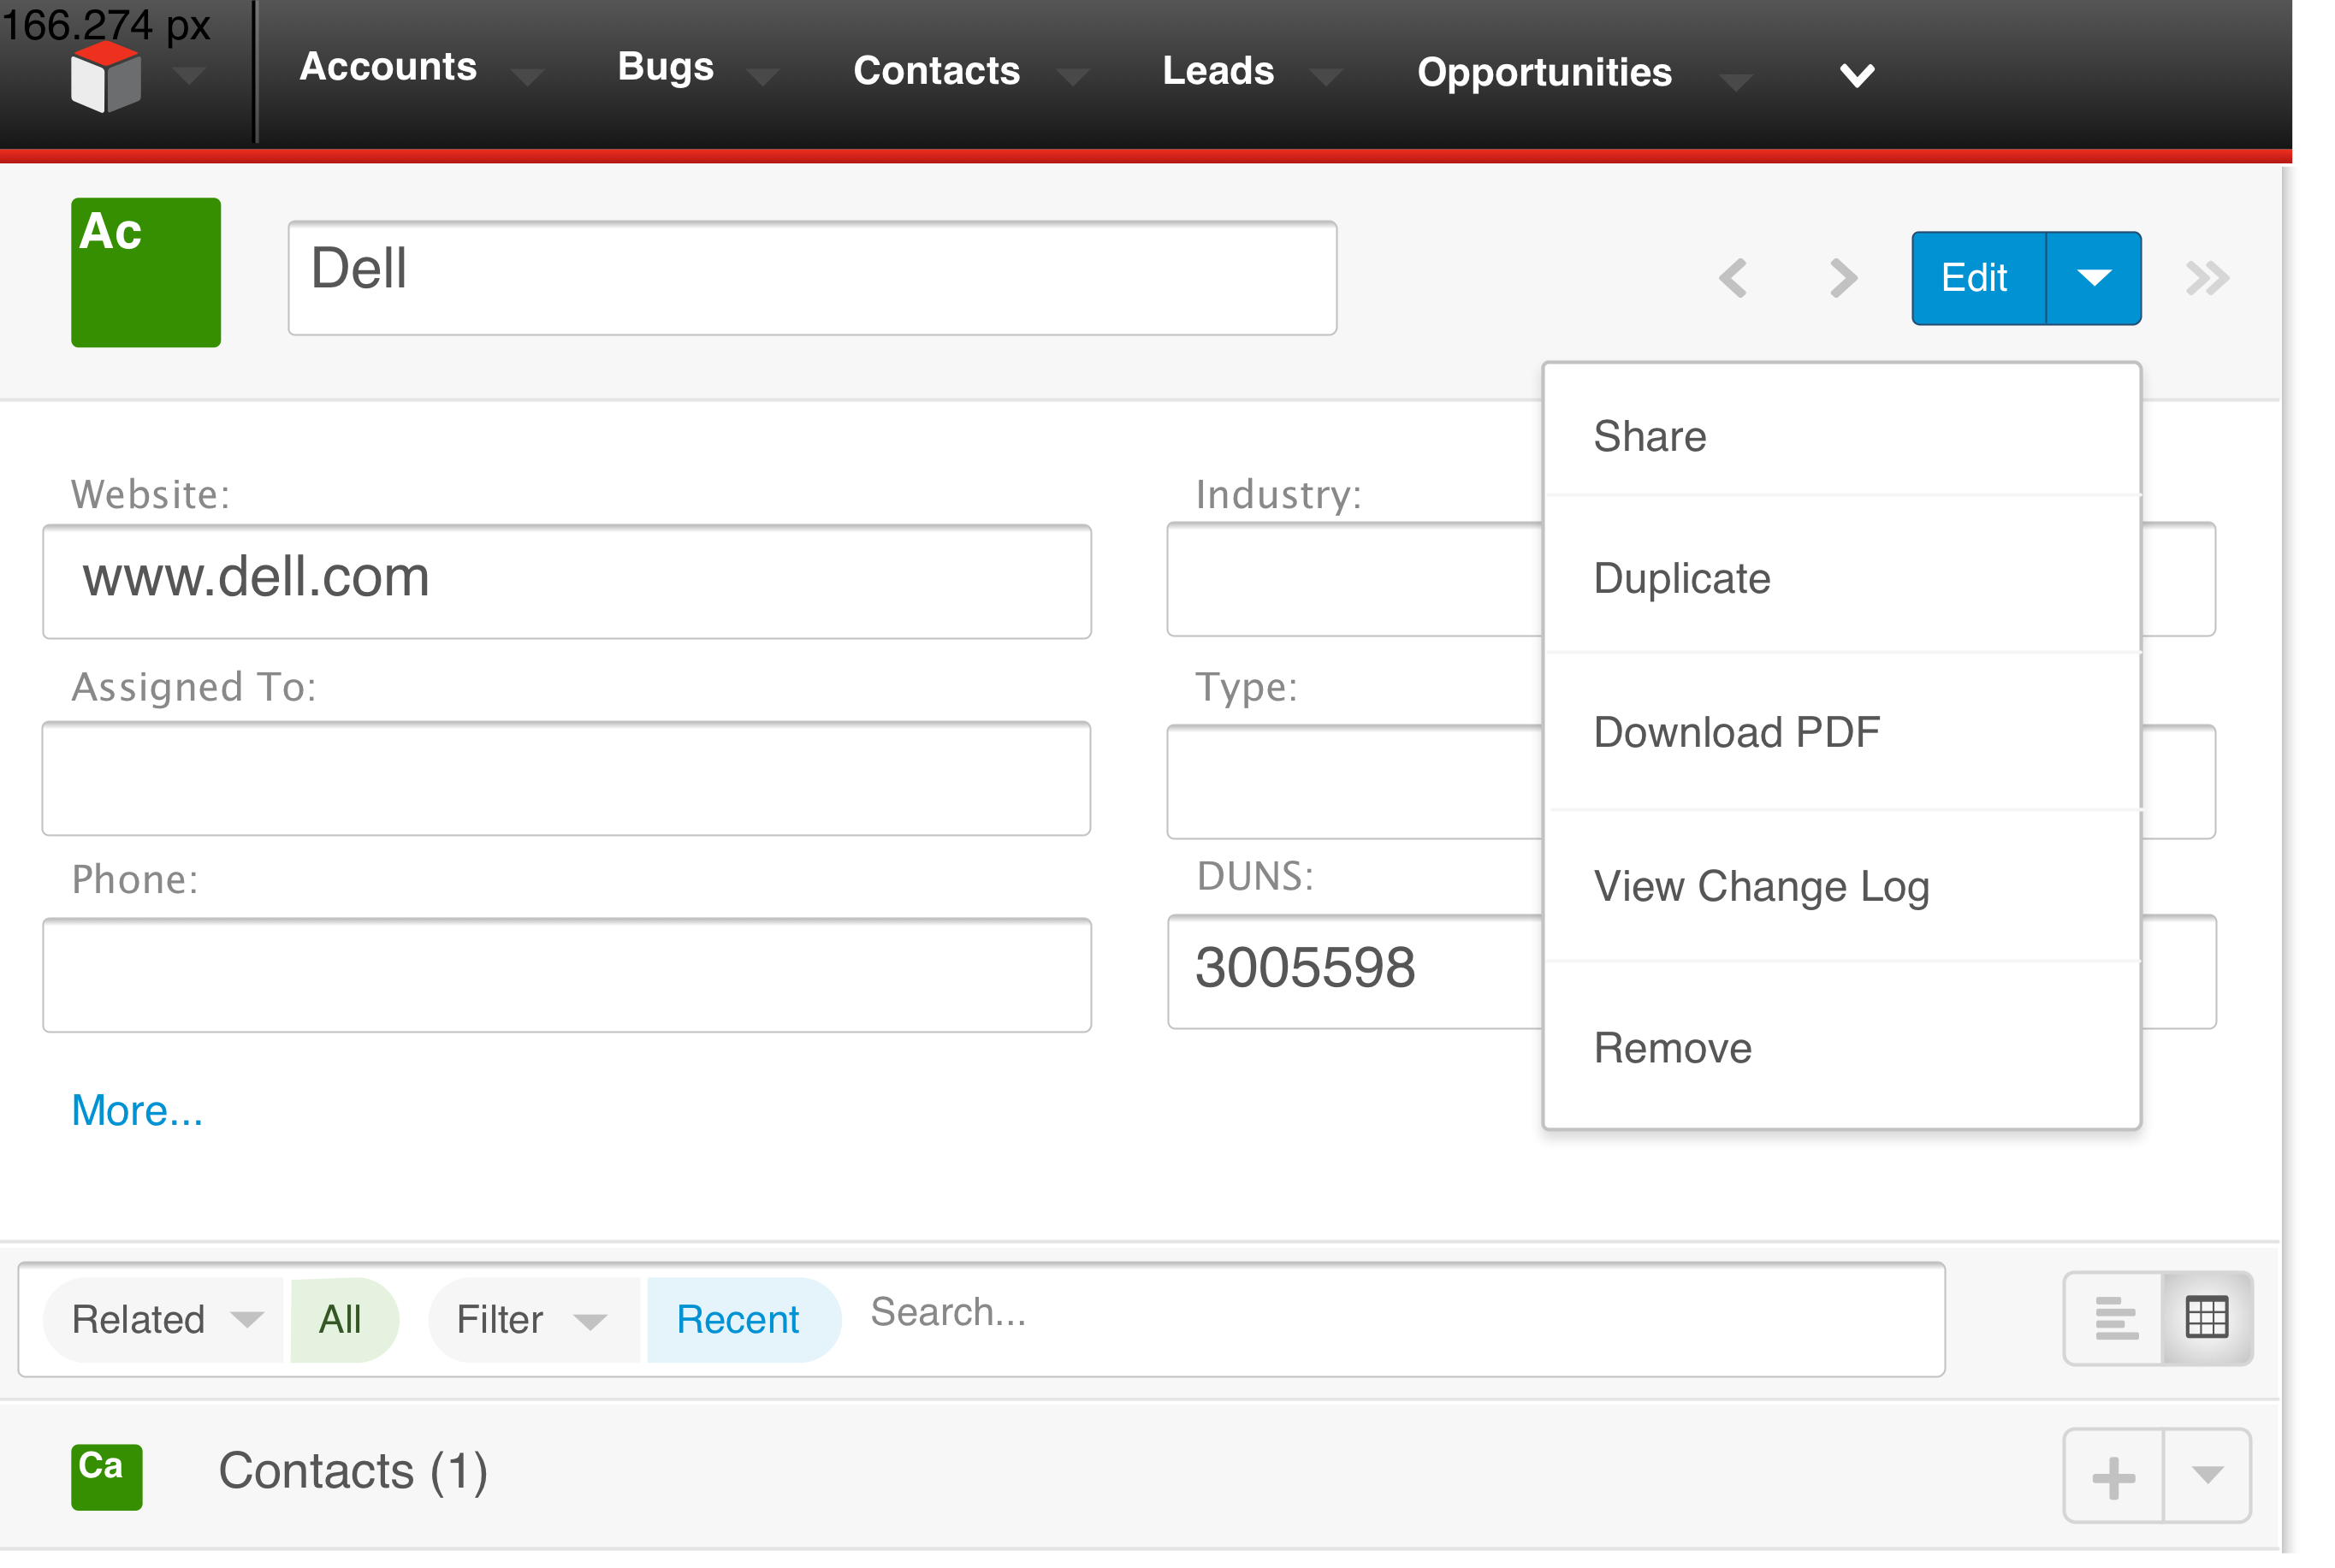 166.274 px
Accounts Bugs Contacts Leads Opportunities
Ac
Dell
Edit
Share
Website:
Industry:
www.dell.com
Duplicate
Assigned To:
Type:
Download PDF
Phone:
DUNS:
View Change Log
3005598
Remove
More...
Related All Filter Recent Search...
Ca
Contacts (1)